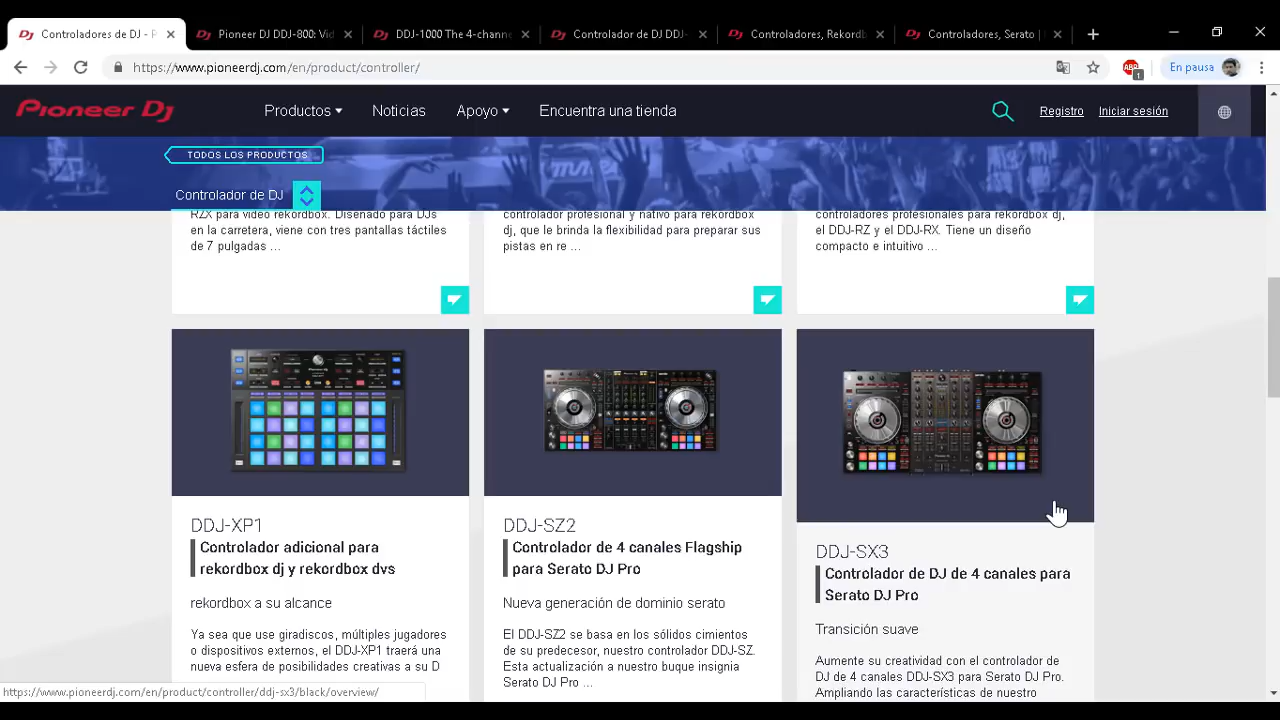 Controladores de DJ - P
Pioneer DJ DDJ-800: Vid
DDJ-1000 The 4-channe
Controlador de DJ DDJ-
Controladores, Rekordb
Controladores, Serato |
https://www.pioneerdj.com/en/product/controller/
ABP
1
En pausa
Pioneer Dj
Productos
Noticias
Apoyo
Encuentra una tienda
Registro
Iniciar sesión
TODOS LOS PRODUCTOS
Controlador de DJ
RZX para video rekordbox. Diseñado para DJs
en la carretera, viene con tres pantallas táctiles
de 7 pulgadas ...
controlador profesional y nativo para rekordbox
dj, que le brinda la flexibilidad para preparar sus
pistas en re ...
controladores profesionales para rekordbox dj,
el DDJ-RZ y el DDJ-RX. Tiene un diseño
compacto e intuitivo ...
DDJ-XP1
Controlador adicional para
rekordbox dj y rekordbox dvs
rekordbox a su alcance
Ya sea que use giradiscos, múltiples jugadores
o dispositivos externos, el DDJ-XP1 traerá una
nueva esfera de posibilidades creativas a su D
DDJ-SZ2
Controlador de 4 canales Flagship
para Serato DJ Pro
Nueva generación de dominio serato
El DDJ-SZ2 se basa en los sólidos cimientos
de su predecesor, nuestro controlador DDJ-SZ.
Esta actualización a nuestro buque insignia
Serato DJ Pro ...
DDJ-SX3
Controlador de DJ de 4 canales para
Serato DJ Pro
Transición suave
Aumente su creatividad con el controlador de
DJ de 4 canales DDJ-SX3 para Serato DJ Pro.
Ampliando las características de nuestro
https://www.pioneerdj.com/en/product/controller/ddj-sx3/black/overview/